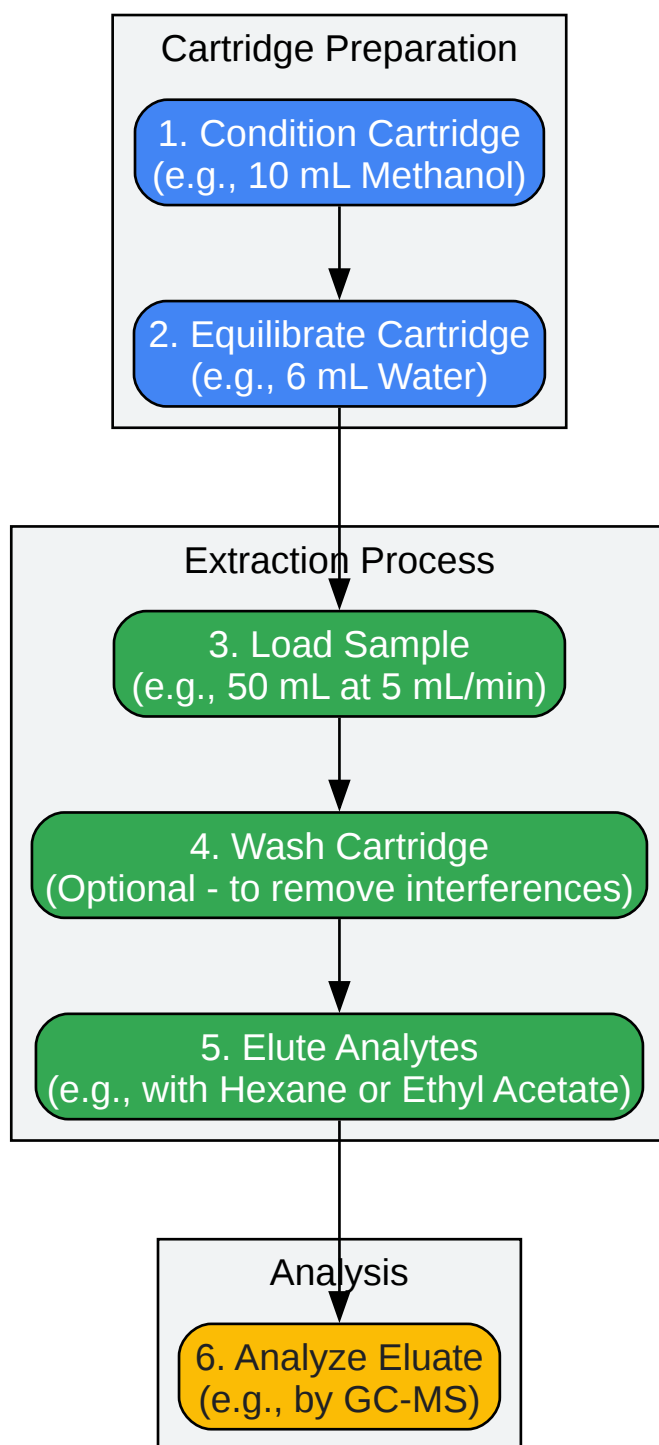 Cartridge Preparation
1. Condition Cartridge
(e.g., 10 mL Methanol)
2. Equilibrate Cartridge
(e.g., 6 mL Water)
Extraction Process
3. Load Sample
(e.g., 50 mL at 5 mL/min)
4. Wash Cartridge
(Optional - to remove interferences)
5. Elute Analytes
(e.g., with Hexane or Ethyl Acetate)
Analysis
6. Analyze Eluate
(e.g., by GC-MS)